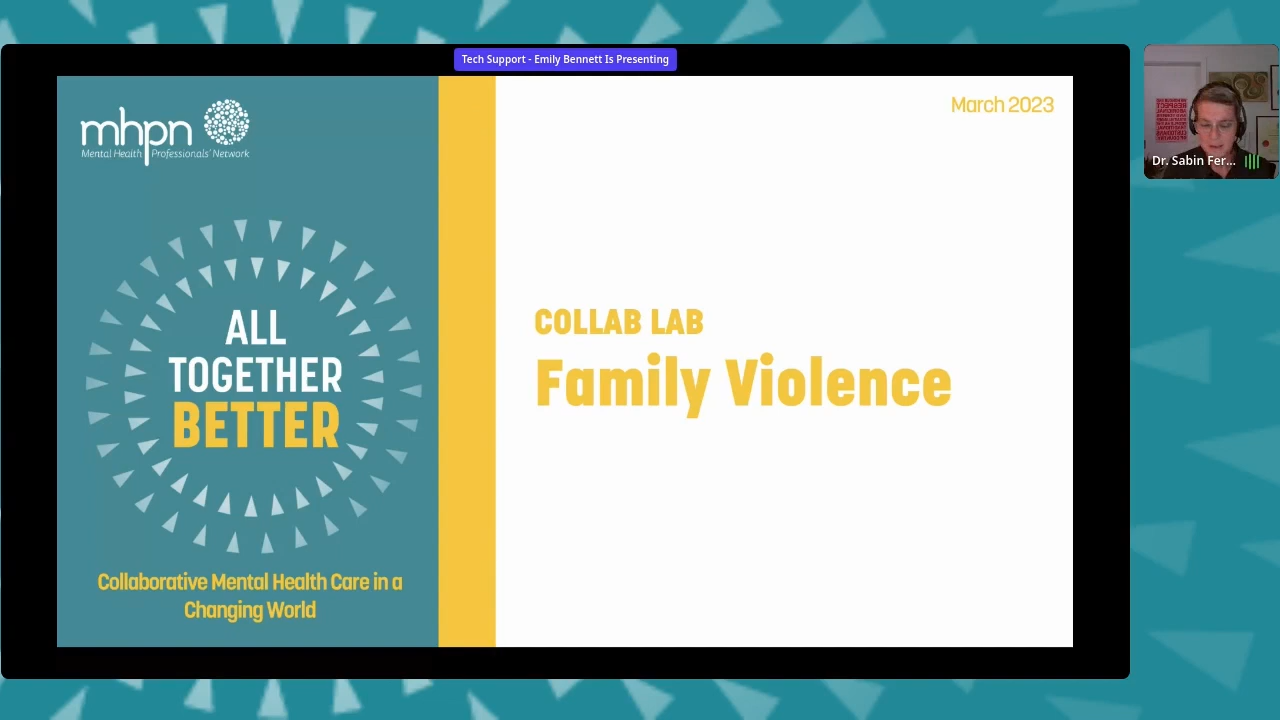 Tech Support - Emily Bennett Is Presenting
mhpn
Mental Health Professionals' Network
March 2023
ALL
TOGETHER
BETTER
COLLAB LAB
Family Violence
Collaborative Mental Health Care in a
Changing World
Dr. Sabin Fer...